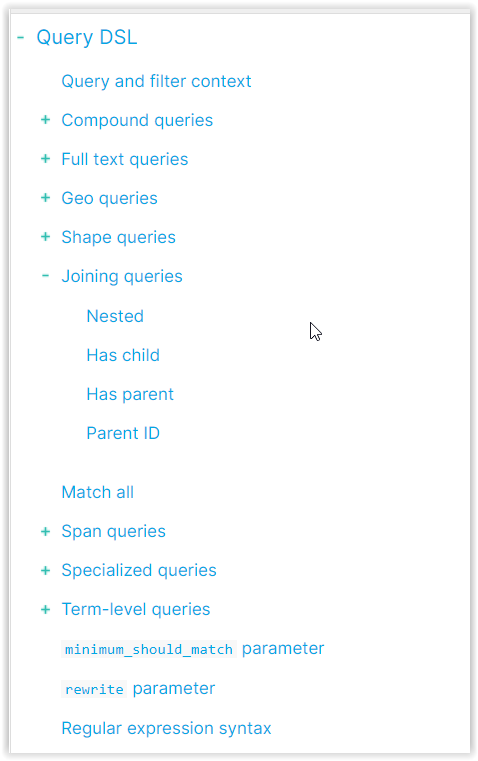 Query DSL
Query and filter context
Compound queries
Full text queries
Geo queries
Shape queries
Joining queries
Nested
Has child
Has parent
Parent ID
Match all
Span queries
Specialized queries
Term-level queries
minimum_should_match parameter
rewrite parameter
Regular expression syntax